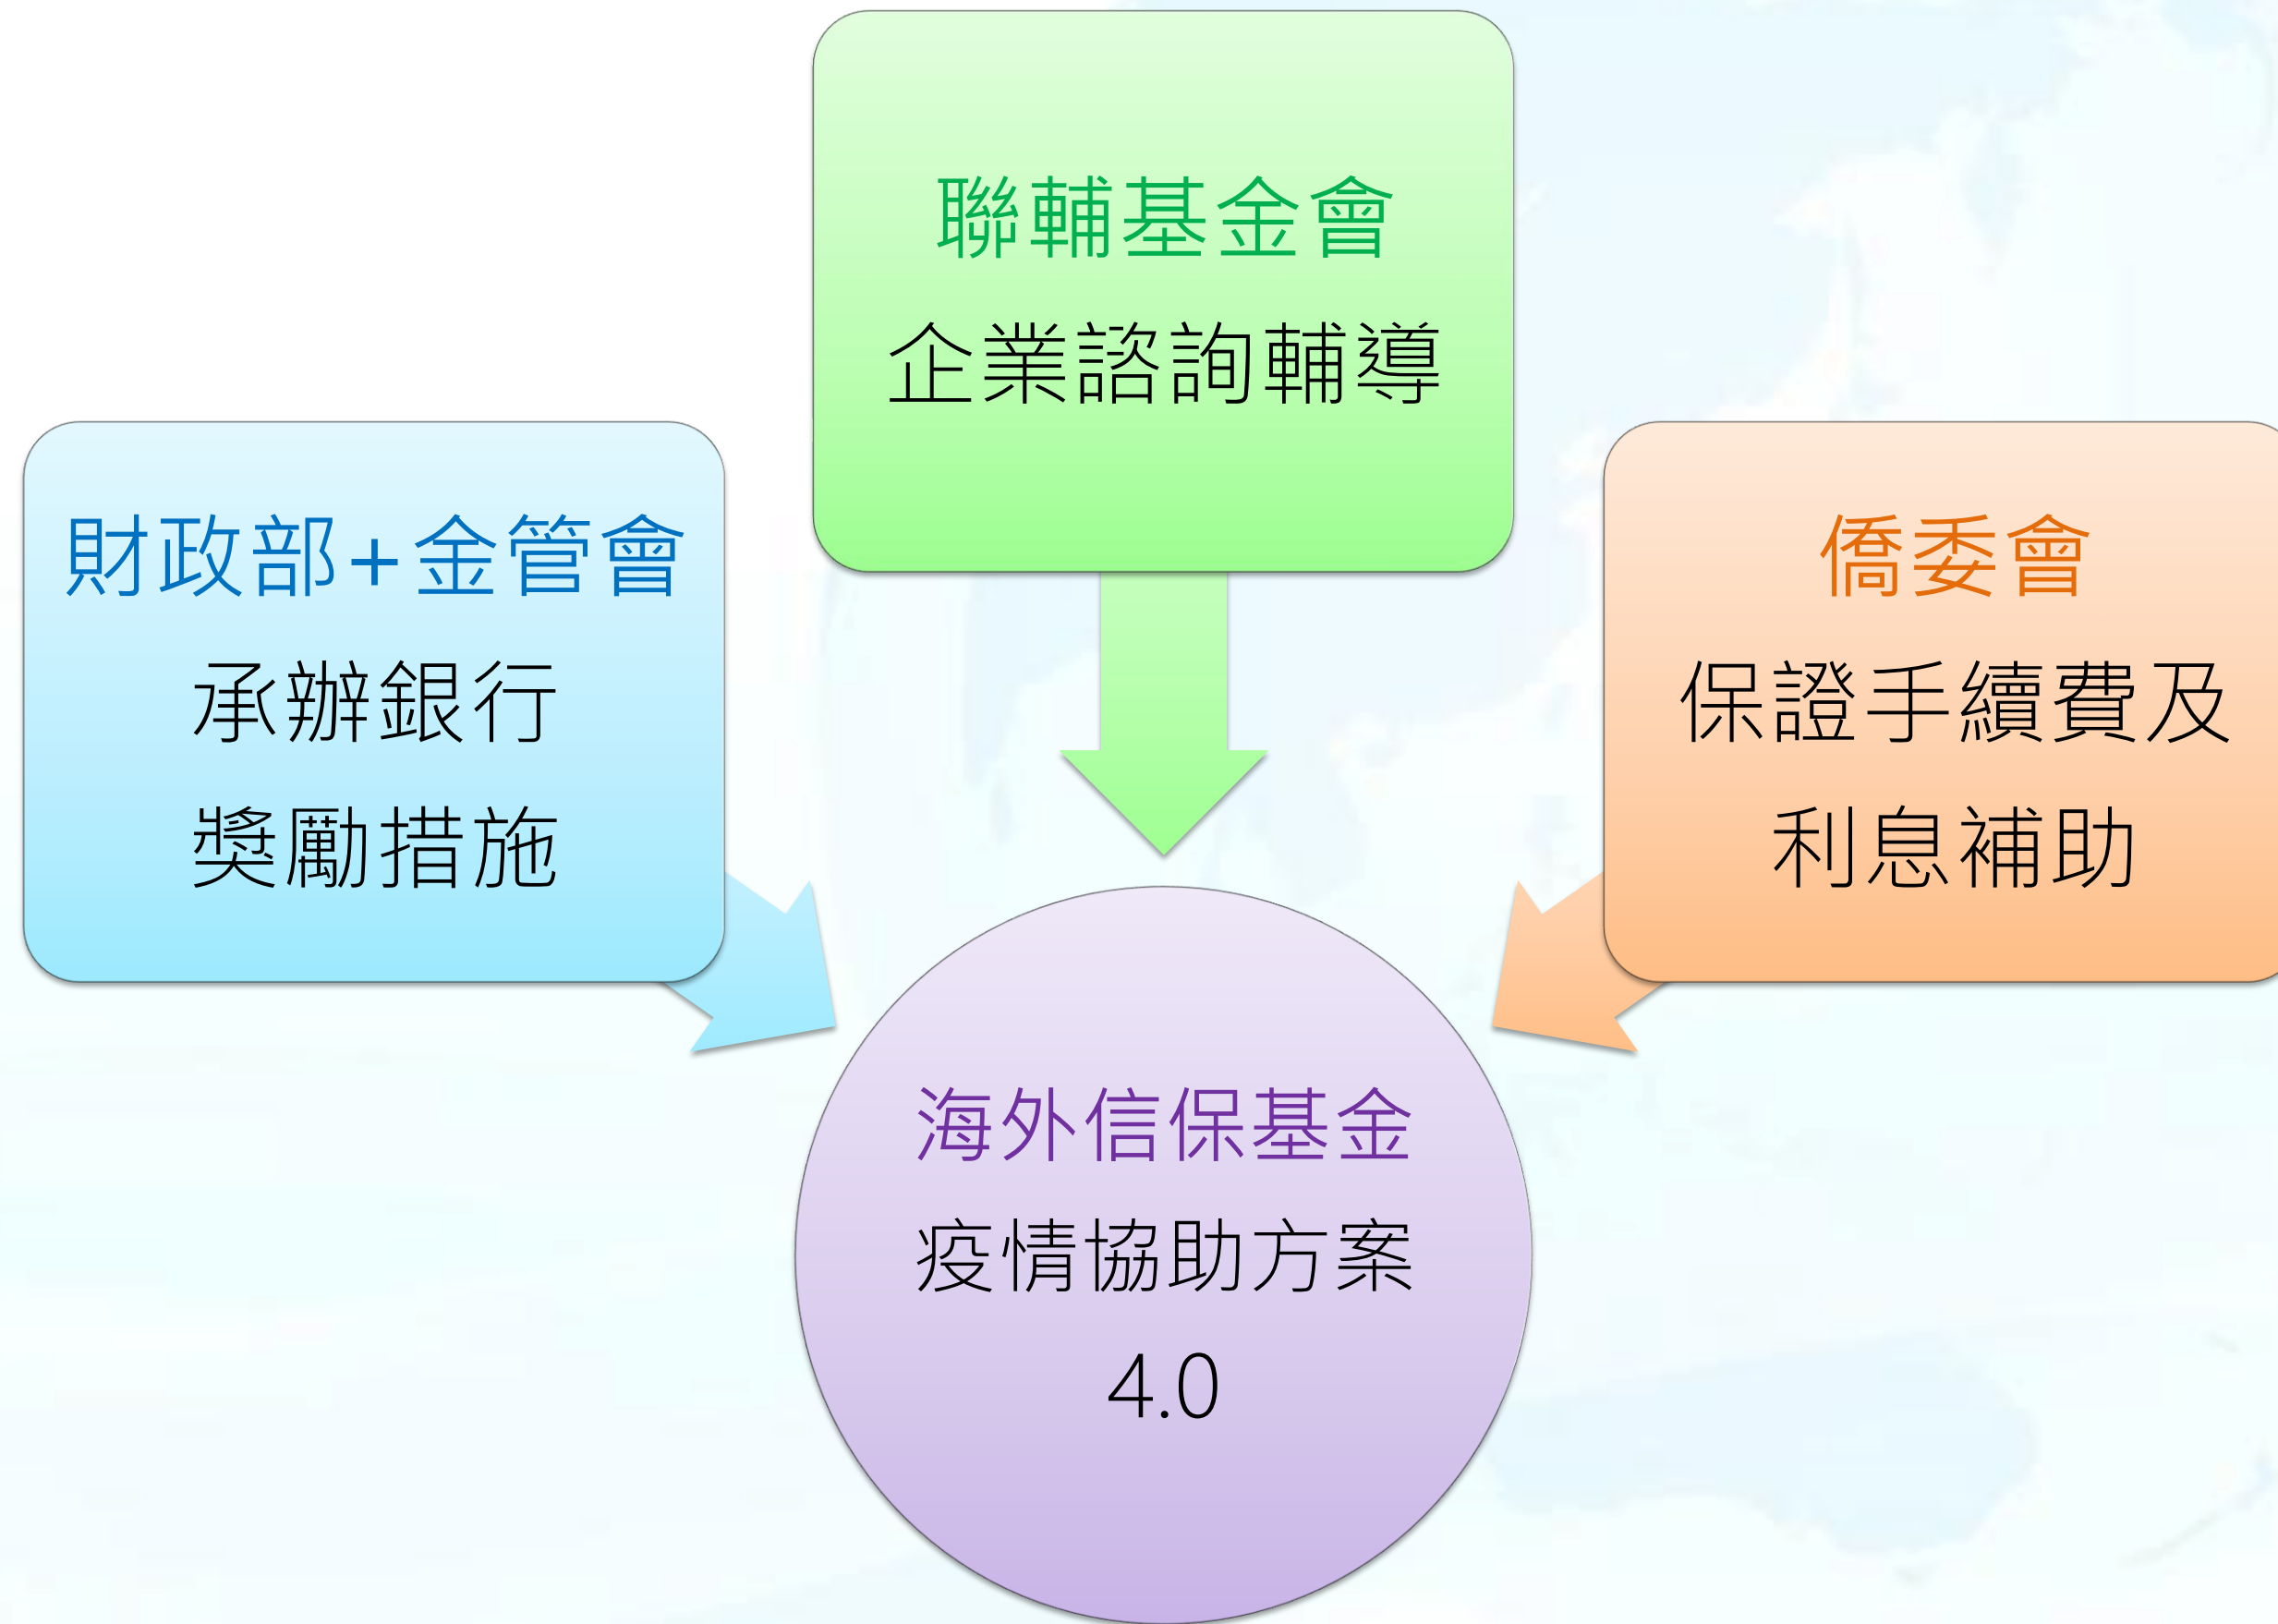 聯輔基金會
企業諮詢輔導
財政部+金管會
承辦銀行
獎勵措施
僑委會
保證手續費及
利息補助
海外信保基金
疫情協助方案
4.0